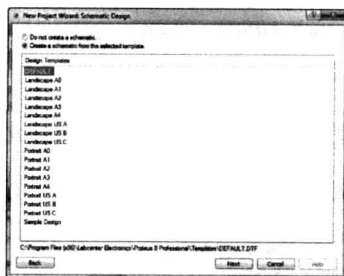 New Project Wizard: Schematic Design
Do not create a schematic.
Create a schematic from the selected template.
Design Templates
DEFAULT
Landscape A0
Landscape A1
Landscape A2
Landscape A3
Landscape A4
Landscape US A
Landscape US B
Landscape US C
Portrait A0
Portrait A1
Portrait A2
Portrait A3
Portrait A4
Portrait US A
Portrait US B
Portrait US C
Sample Design
C:\Program Files (x86)\Labcenter Electronics\Proteus 8 Professional\Templates\DEFAULT.DTF
Back
Next
Cancel
Help